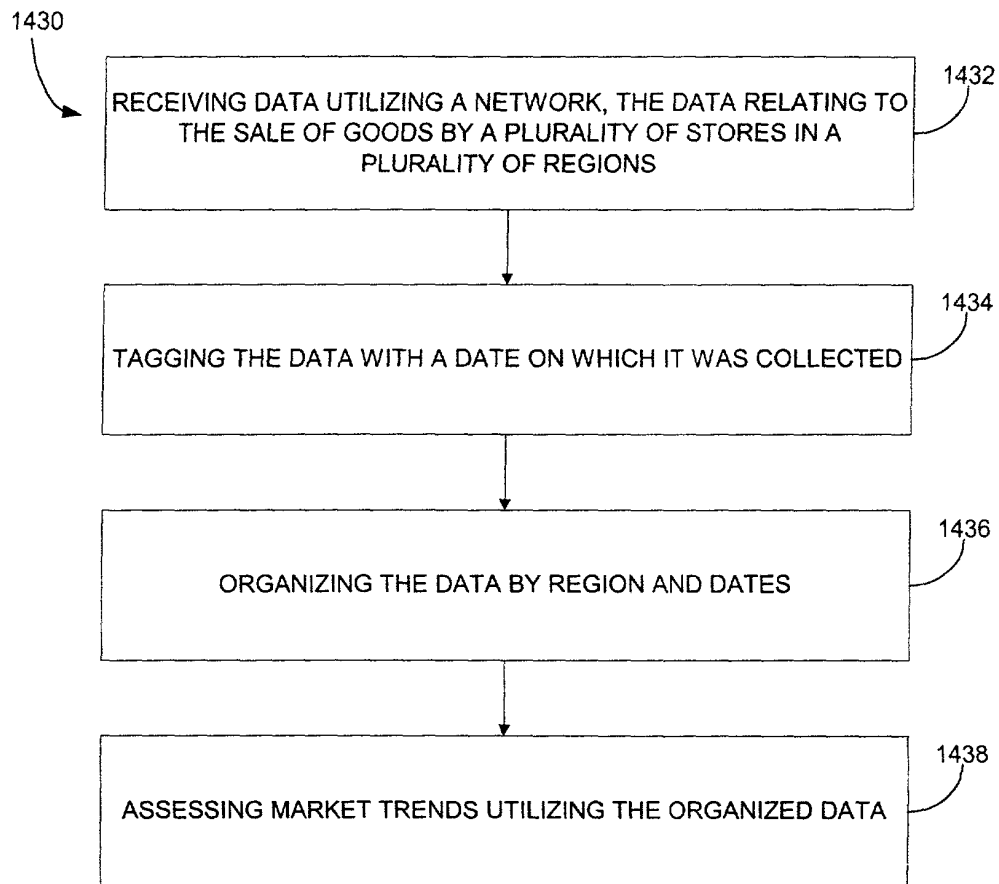 1430
1432
RECEIVING DATA UTILIZING A NETWORK, THE DATA RELATING TO
THE SALE OF GOODS BY A PLURALITY OF STORES IN A
PLURALITY OF REGIONS
1434
TAGGING THE DATA WITH A DATE ON WHICH IT WAS COLLECTED
1436
ORGANIZING THE DATA BY REGION AND DATES
1438
ASSESSING MARKET TRENDS UTILIZING THE ORGANIZED DATA